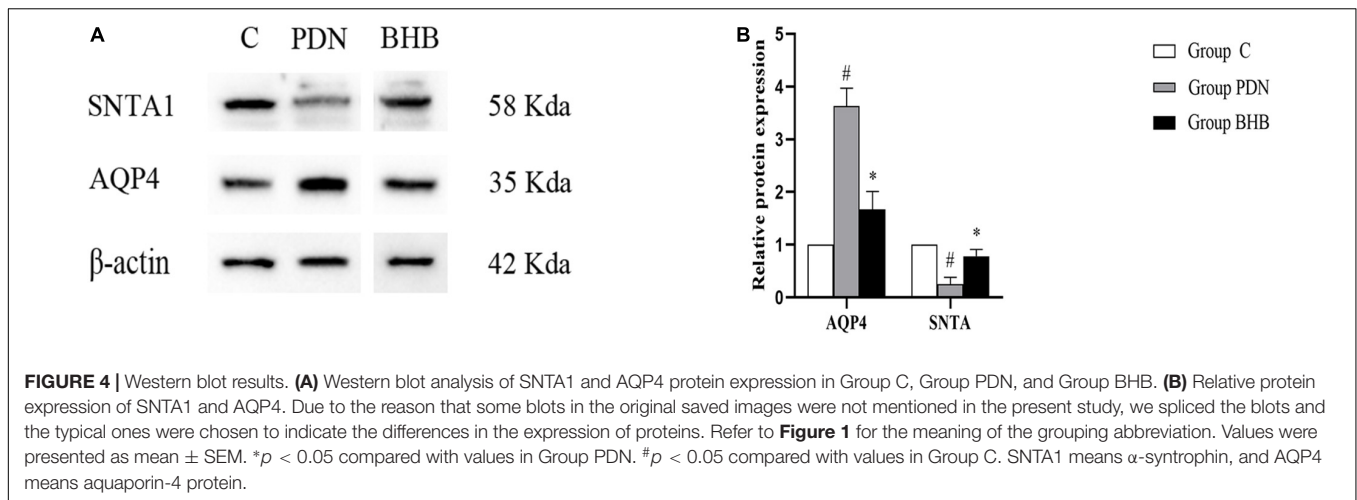 A
C PDN BHB
SNTA1 58 Kda
AQP4 35 Kda
β-actin 42 Kda
B
Relative protein expression
5
4
3
2
1
0
#
*
#
*
AQP4 SNTA
Group C
Group PDN
Group BHB
FIGURE 4 | Western blot results. (A) Western blot analysis of SNTA1 and AQP4 protein expression in Group C, Group PDN, and Group BHB. (B) Relative protein
expression of SNTA1 and AQP4. Due to the reason that some blots in the original saved images were not mentioned in the present study, we spliced the blots and
the typical ones were chosen to indicate the differences in the expression of proteins. Refer to Figure 1 for the meaning of the grouping abbreviation. Values were
presented as mean ± SEM. *p < 0.05 compared with values in Group PDN. #p < 0.05 compared with values in Group C. SNTA1 means α-syntrophin, and AQP4
means aquaporin-4 protein.